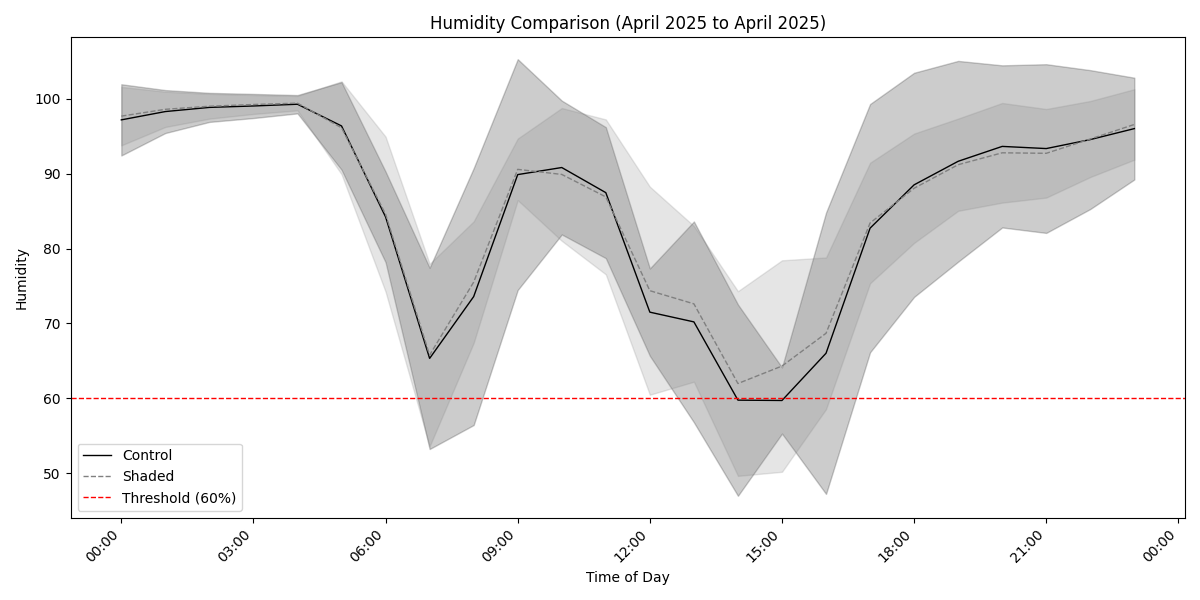 Humidity Comparison (April 2025 to April 2025)
Humidity
100
90
80
70
60
50
Control
Shaded
Threshold (60%)
00:00
03:00
06:00
09:00
12:00
15:00
18:00
21:00
00:00
Time of Day